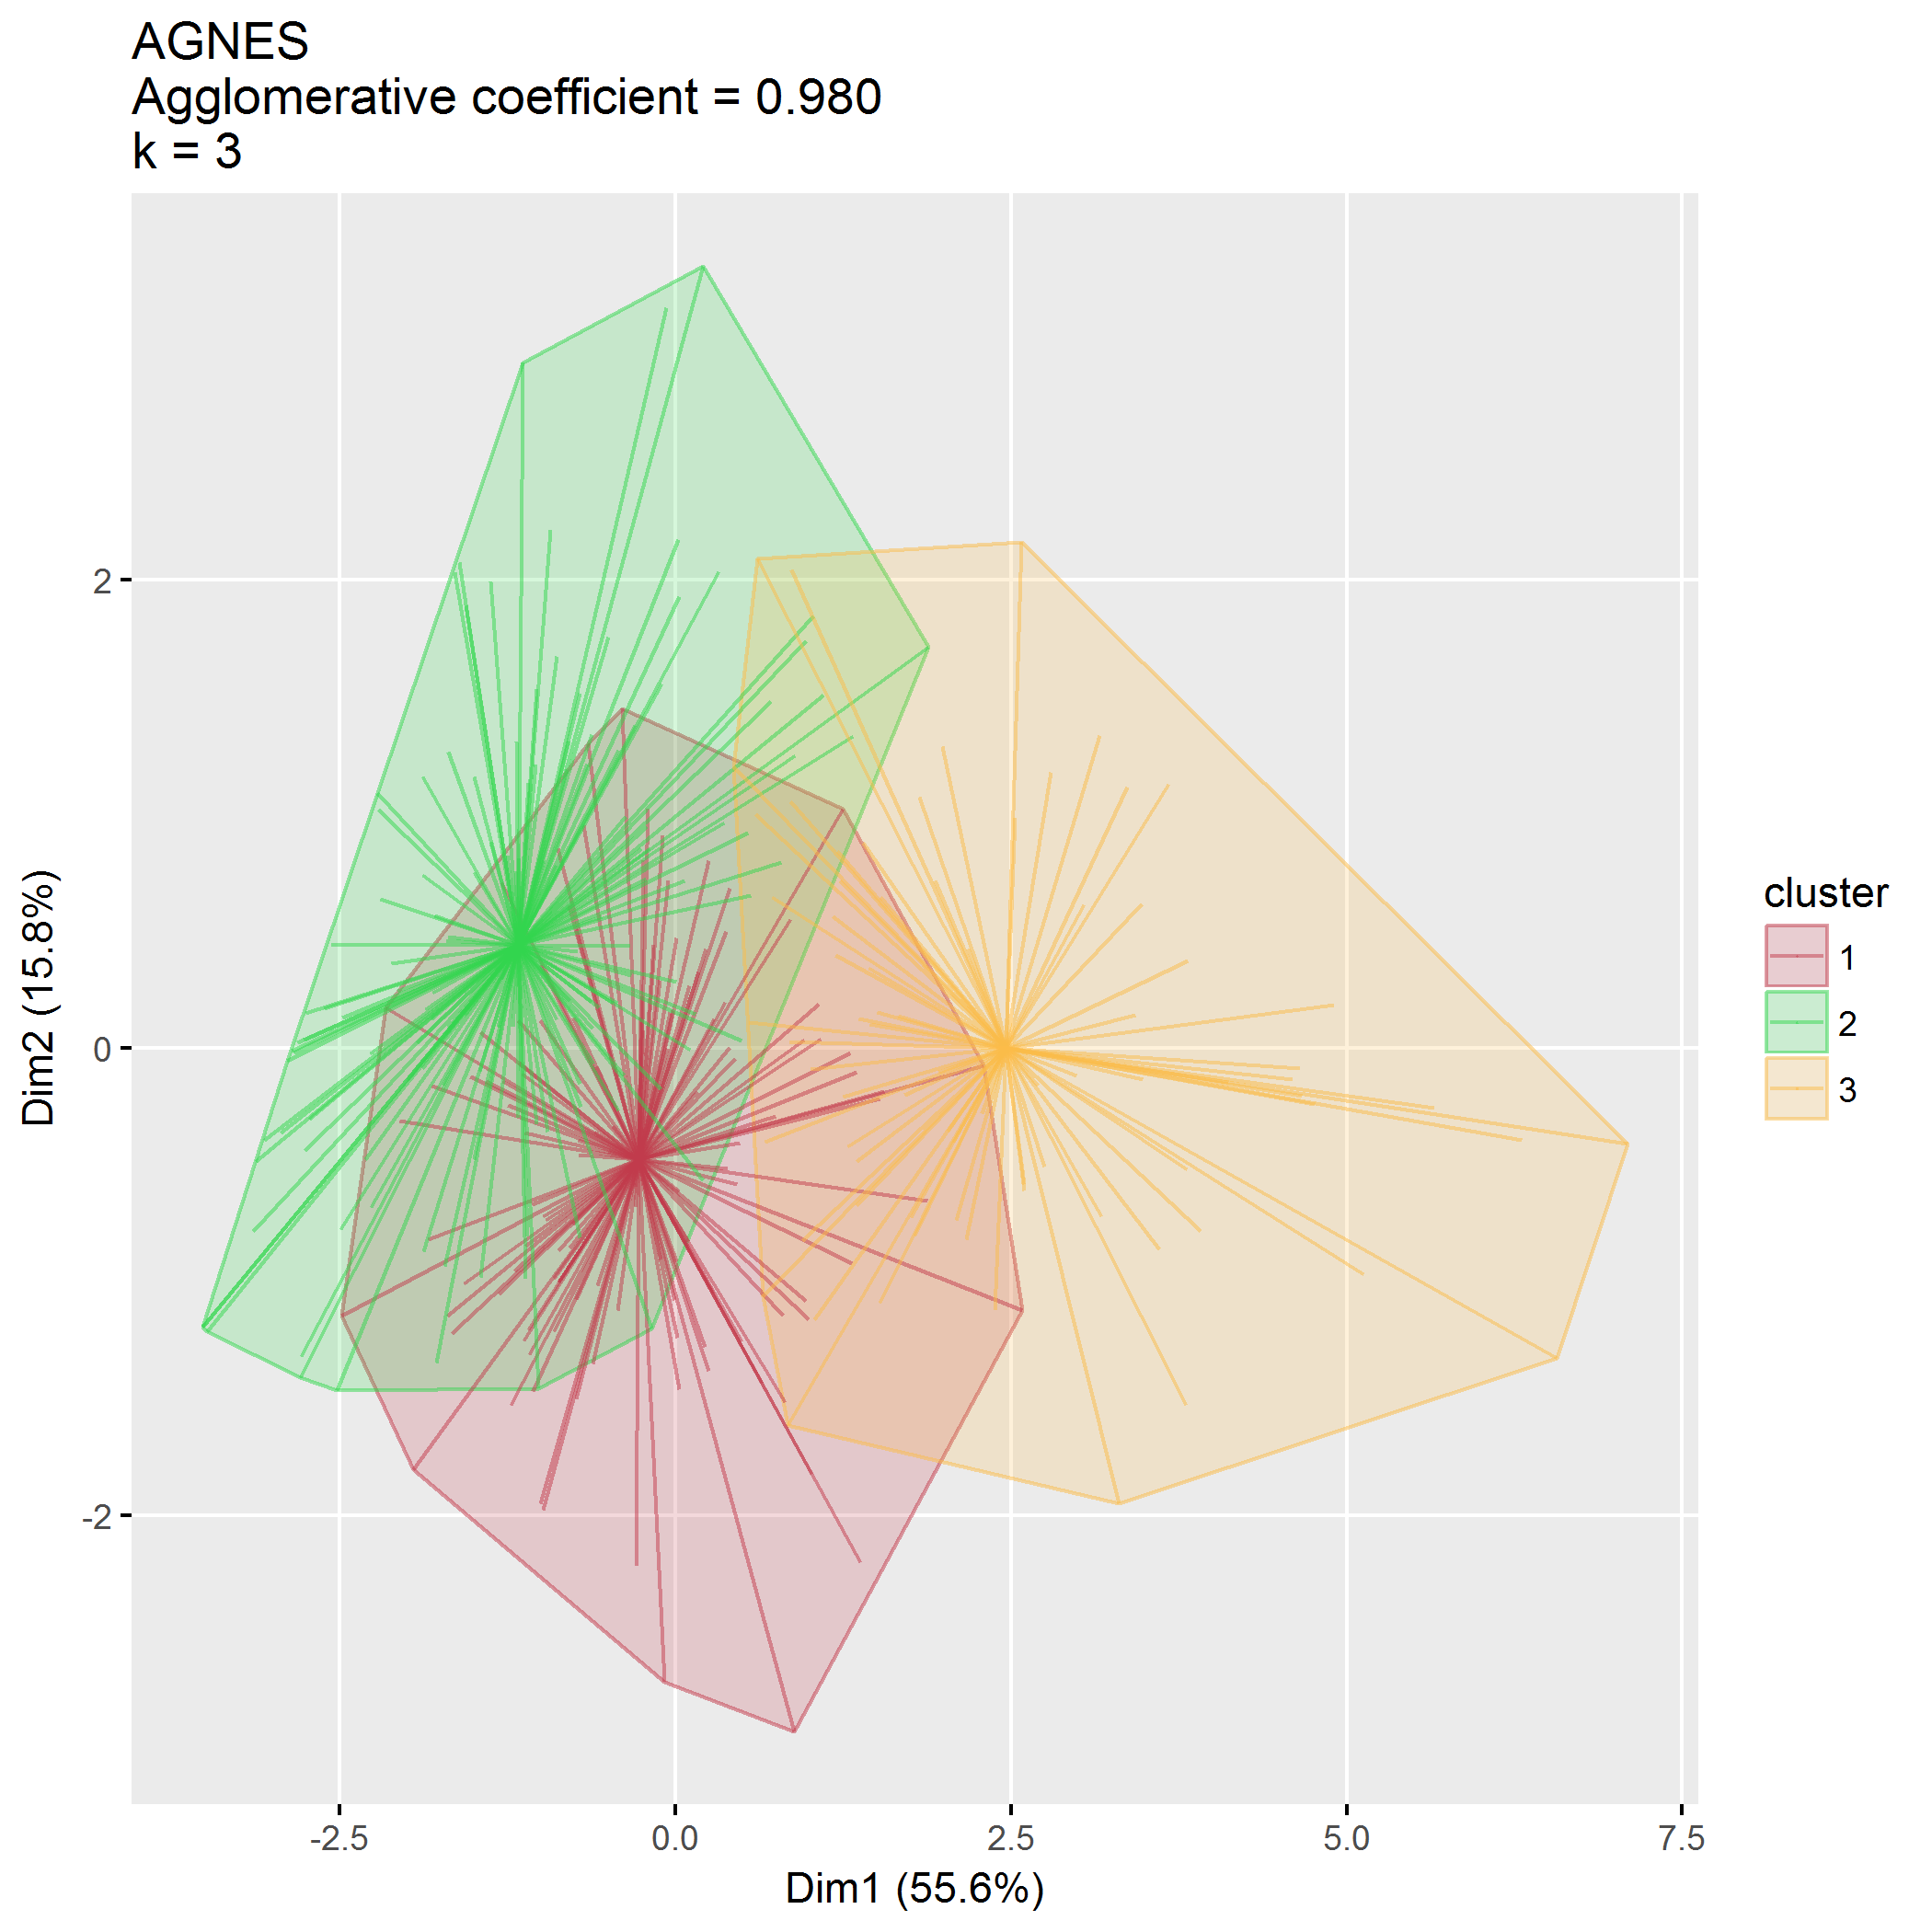 AGNES
Agglomerative coefficient = 0.980
k = 3
2
0
-2
Dim2 (15.8%)
-2.5 0.0 2.5 5.0 7.5
Dim1 (55.6%)
cluster
1
2
3